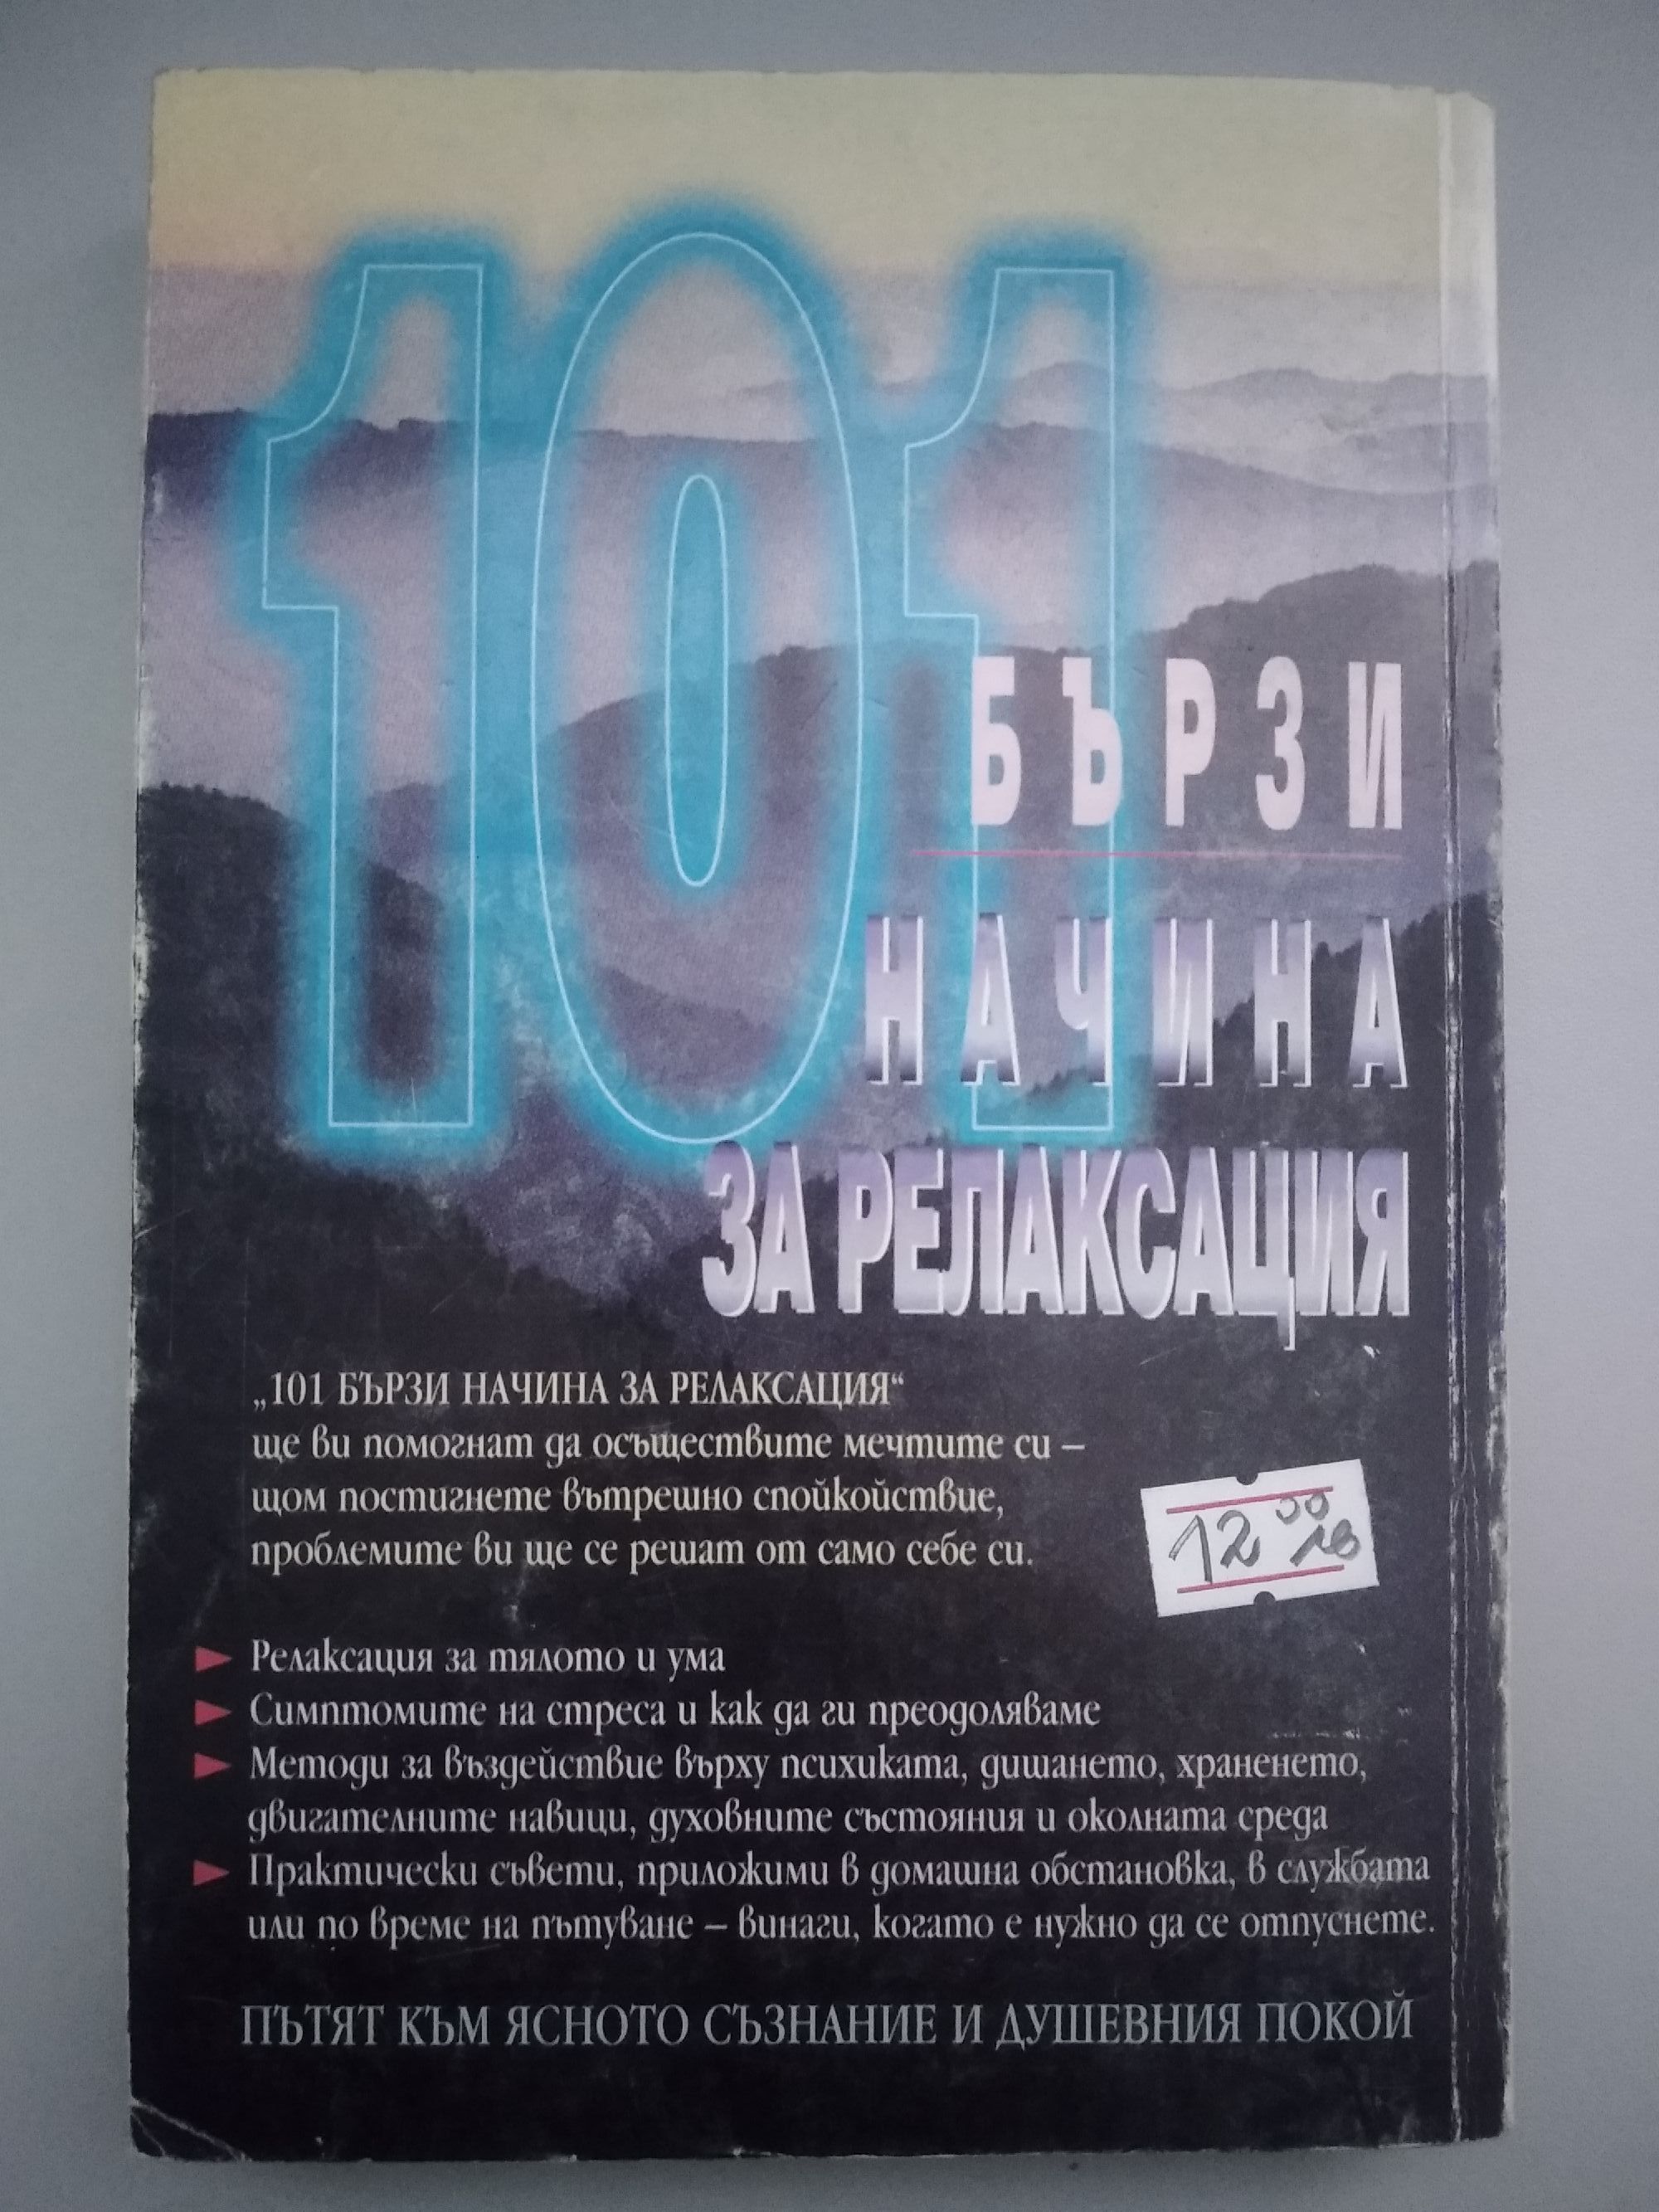 101
БЪРЗИ
НАЧИНА
ЗА РЕЛАКСАЦИЯ
„101 БЪРЗИ НАЧИНА ЗА РЕЛАКСАЦИЯ“
ще ви помогнат да осъществите мечтите си –
щом постигнете вътрешно спокойствие,
проблемите ви ще се решат от само себе си.
12 00 лв
► Релаксация за тялото и ума
► Симптомите на стреса и как да ги преодоляваме
► Методи за въздействие върху психиката, дишането, храненето,
двигателните навици, духовните състояния и околната среда
► Практически съвети, приложими в домашна обстановка, в службата
или по време на пътуване – винаги, когато е нужно да се отпуснете.
ПЪТЯТ КЪМ ЯСНОТО СЪЗНАНИЕ И ДУШЕВНИЯ ПОКОЙ